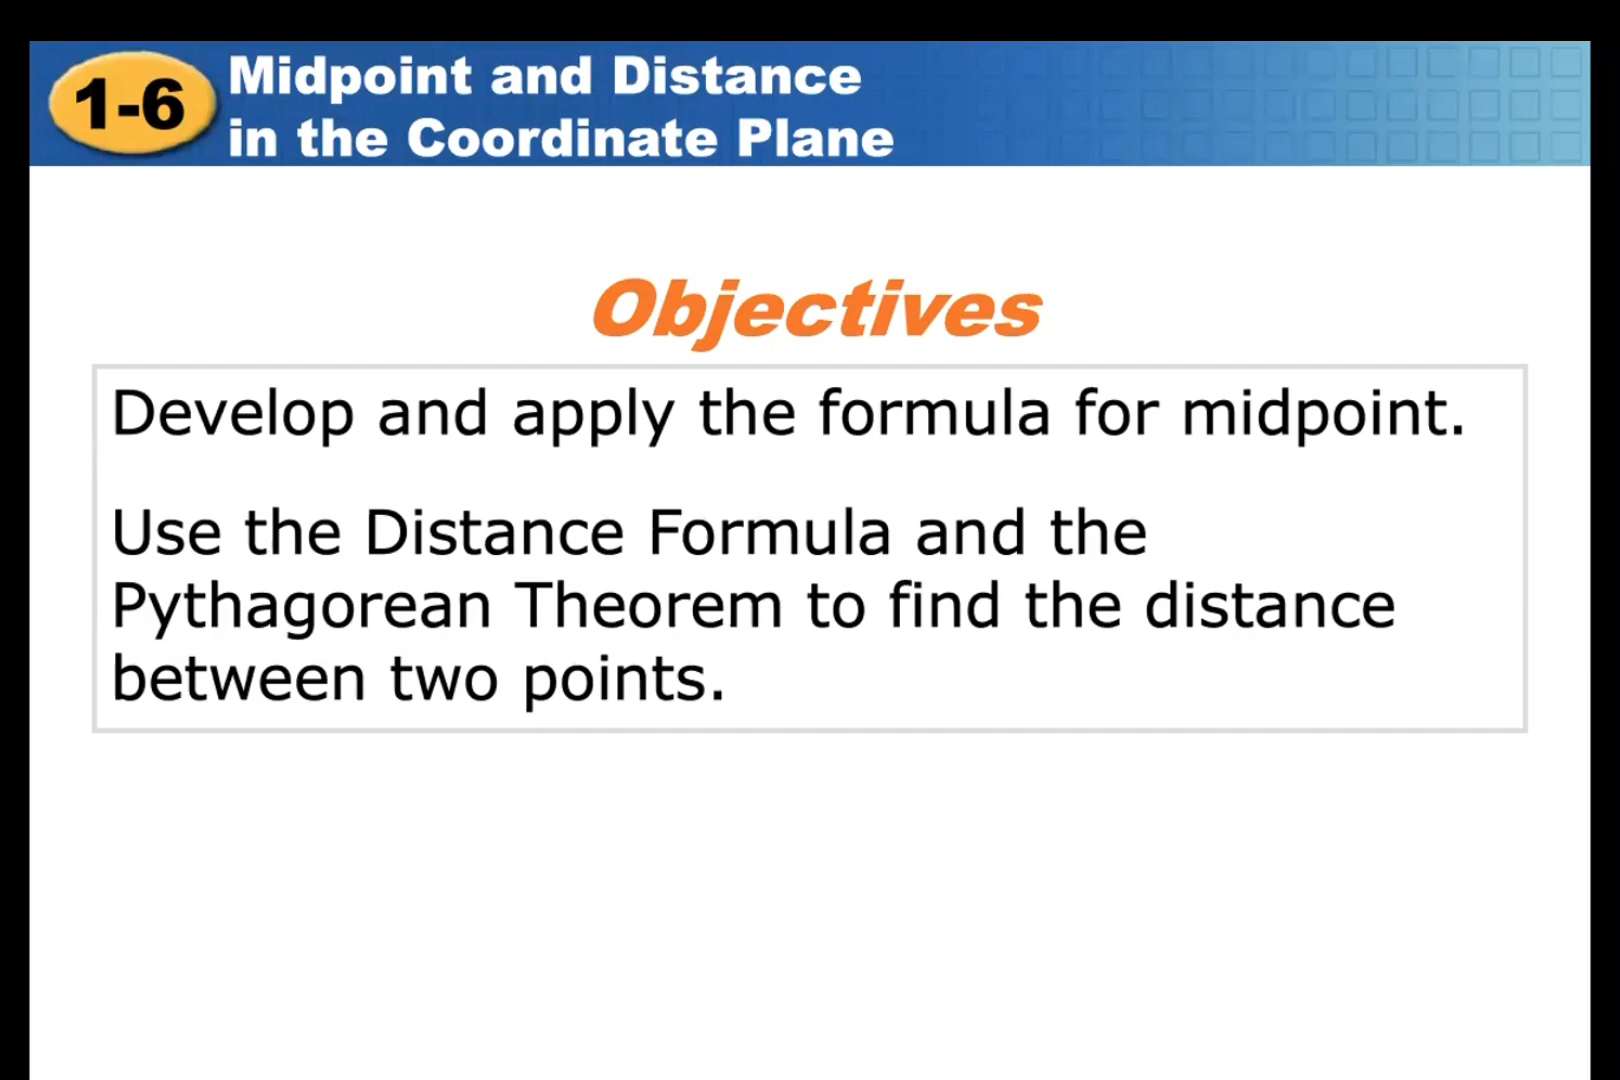 1-6
Midpoint and Distance
in the Coordinate Plane
Objectives
Develop and apply the formula for midpoint.
Use the Distance Formula and the
Pythagorean Theorem to find the distance
between two points.